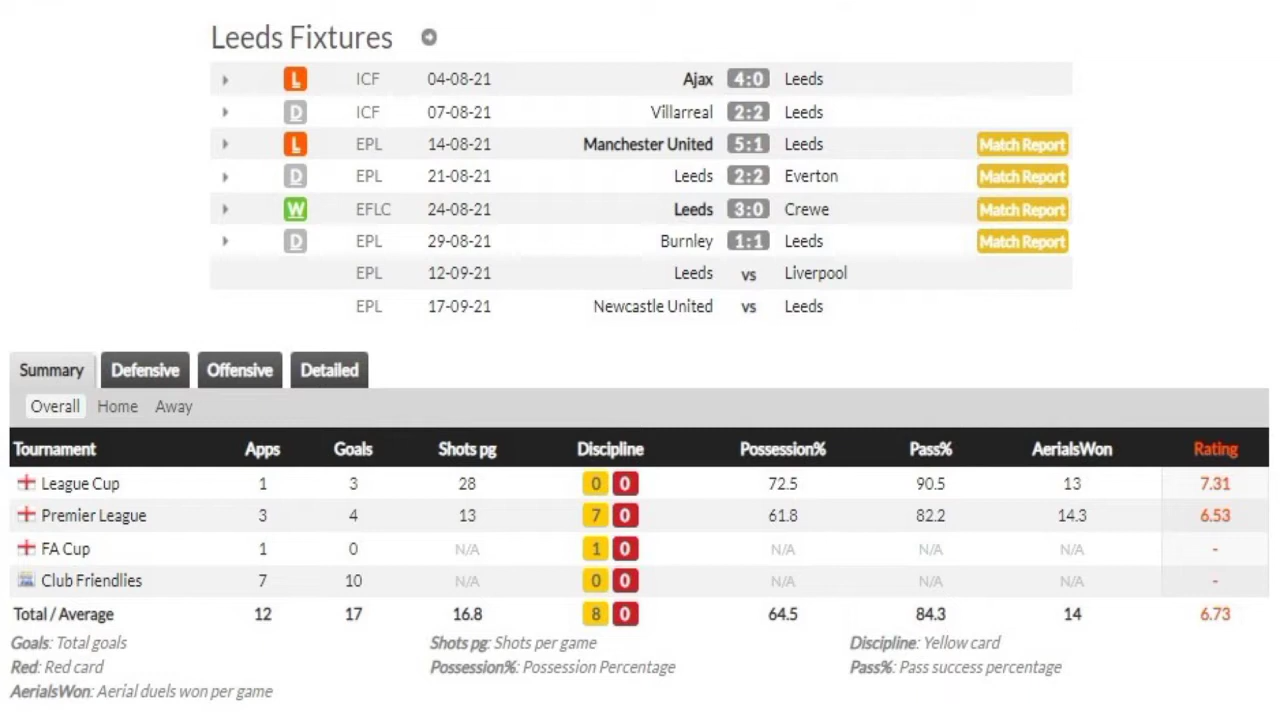 Leeds Fixtures
L ICF 04-08-21 Ajax 4:0 Leeds
D ICF 07-08-21 Villarreal 2:2 Leeds
L EPL 14-08-21 Manchester United 5:1 Leeds Match Report
D EPL 21-08-21 Leeds 2:2 Everton Match Report
W EFLC 24-08-21 Leeds 3:0 Crewe Match Report
D EPL 29-08-21 Burnley 1:1 Leeds Match Report
EPL 12-09-21 Leeds vs Liverpool
EPL 17-09-21 Newcastle United vs Leeds
Summary Defensive Offensive Detailed
Overall Home Away
Tournament Apps Goals Shots pg Discipline Possession% Pass% AerialsWon Rating
League Cup 1 3 28 0 0 72.5 90.5 13 7.31
Premier League 3 4 13 7 0 61.8 82.2 14.3 6.53
FA Cup 1 0 N/A 1 0 N/A N/A N/A -
Club Friendlies 7 10 N/A 0 0 N/A N/A N/A -
Total / Average 12 17 16.8 8 0 64.5 84.3 14 6.73
Goals: Total goals Shots pg: Shots per game Discipline: Yellow card
Red: Red card Possession%: Possession Percentage Pass%: Pass success percentage
AerialsWon: Aerial duels won per game